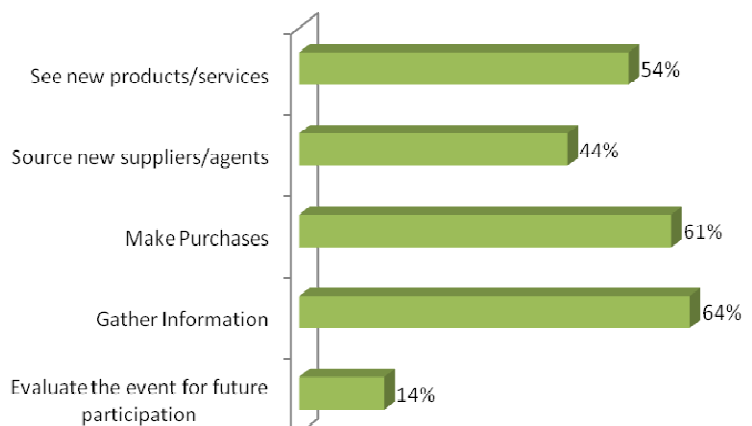 See new products/services
54%
Source new suppliers/agents
44%
Make Purchases
61%
Gather Information
64%
Evaluate the event for future
participation
14%